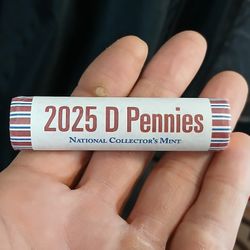 2025 D Pennies
National Collector's Mint